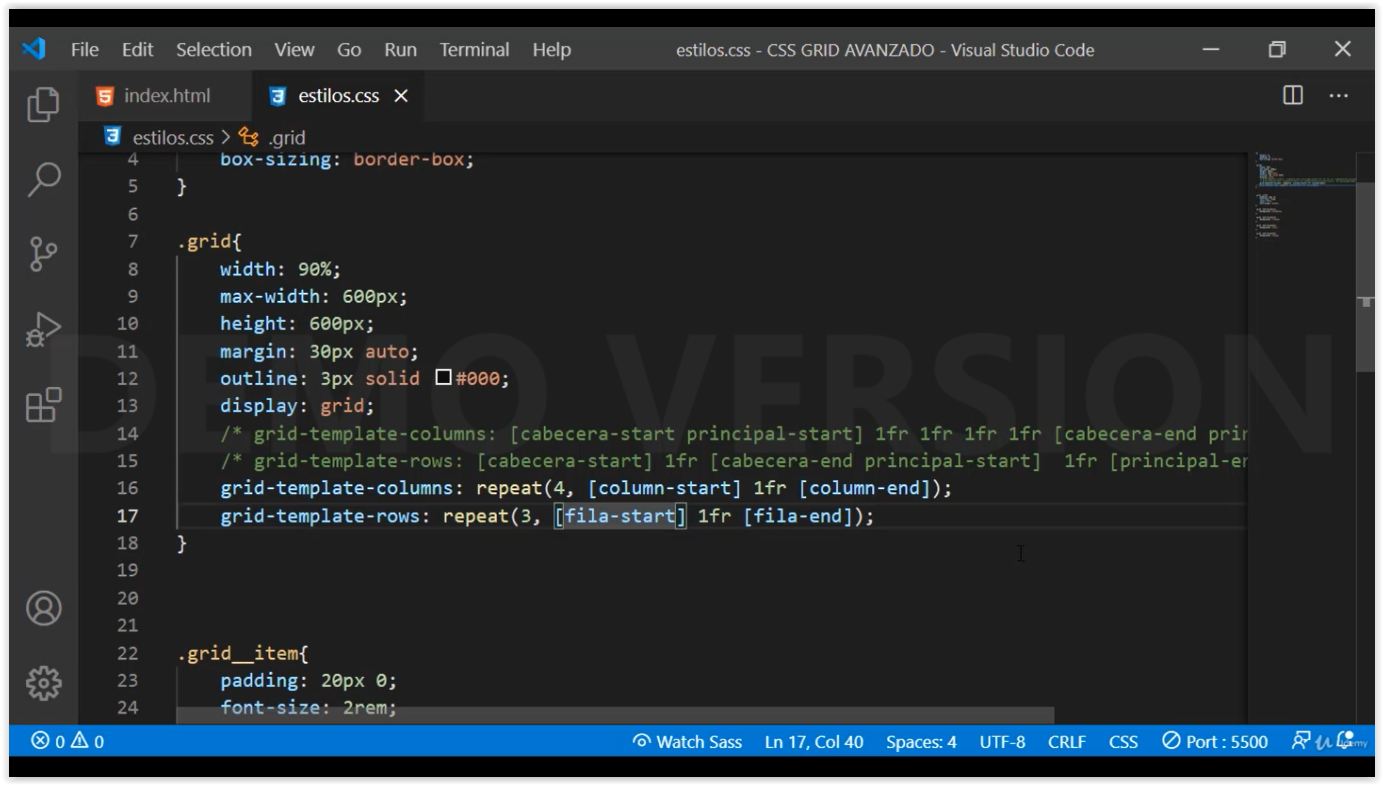 File Edit Selection View Go Run Terminal Help estilos.css - CSS GRID AVANZADO - Visual Studio Code
index.html estilos.css
estilos.css > .grid
4 box-sizing: border-box;
5 }
6
7 .grid{
8 width: 90%;
9 max-width: 600px;
10 height: 600px;
11 margin: 30px auto;
12 outline: 3px solid #000;
13 display: grid;
14 /* grid-template-columns: [cabecera-start principal-start] 1fr 1fr 1fr 1fr [cabecera-end prin
15 /* grid-template-rows: [cabecera-start] 1fr [cabecera-end principal-start]  1fr [principal-en
16 grid-template-columns: repeat(4, [column-start] 1fr [column-end]);
17 grid-template-rows: repeat(3, [fila-start] 1fr [fila-end]);
18 }
19
20
21
22 .grid__item{
23 padding: 20px 0;
24 font-size: 2rem;
DEMO VERSION
0 0 Watch Sass Ln 17, Col 40 Spaces: 4 UTF-8 CRLF CSS Port : 5500